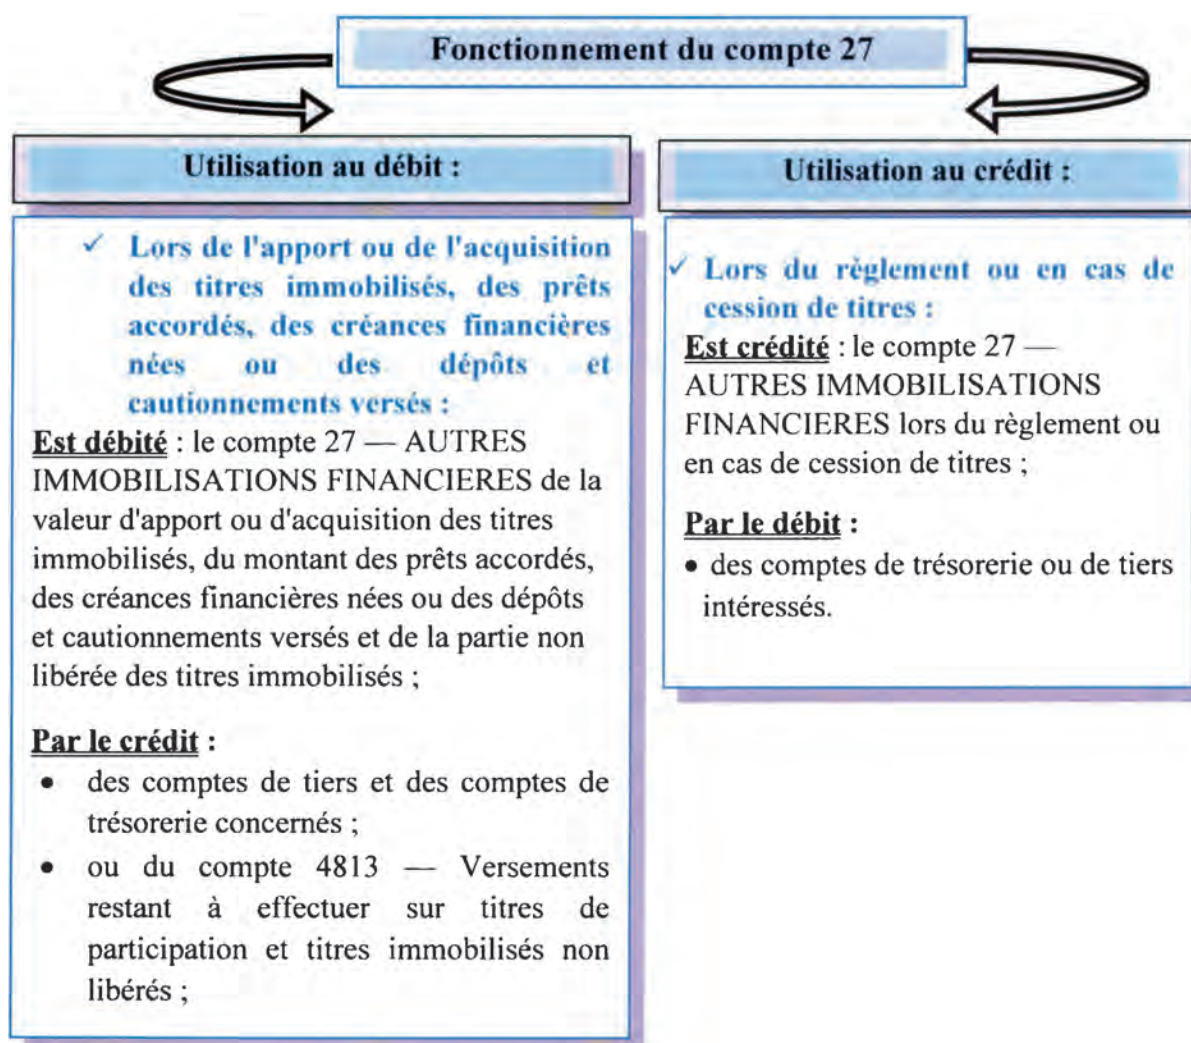 Fonctionnement du compte 27
Utilisation au débit :
✓ Lors de l'apport ou de l'acquisition
des titres immobilisés, des prêts
accordés, des créances financières
nées ou des dépôts et
cautionnements versés :
Est débité : le compte 27 — AUTRES
IMMOBILISATIONS FINANCIERES de la
valeur d'apport ou d'acquisition des titres
immobilisés, du montant des prêts accordés,
des créances financières nées ou des dépôts
et cautionnements versés et de la partie non
libérée des titres immobilisés ;
Par le crédit :
• des comptes de tiers et des comptes de
trésorerie concernés ;
• ou du compte 4813 — Versements
restant à effectuer sur titres de
participation et titres immobilisés non
libérés ;
Utilisation au crédit :
✓ Lors du règlement ou en cas de
cession de titres :
Est crédité : le compte 27 —
AUTRES IMMOBILISATIONS
FINANCIERES lors du règlement ou
en cas de cession de titres ;
Par le débit :
• des comptes de trésorerie ou de tiers
intéressés.